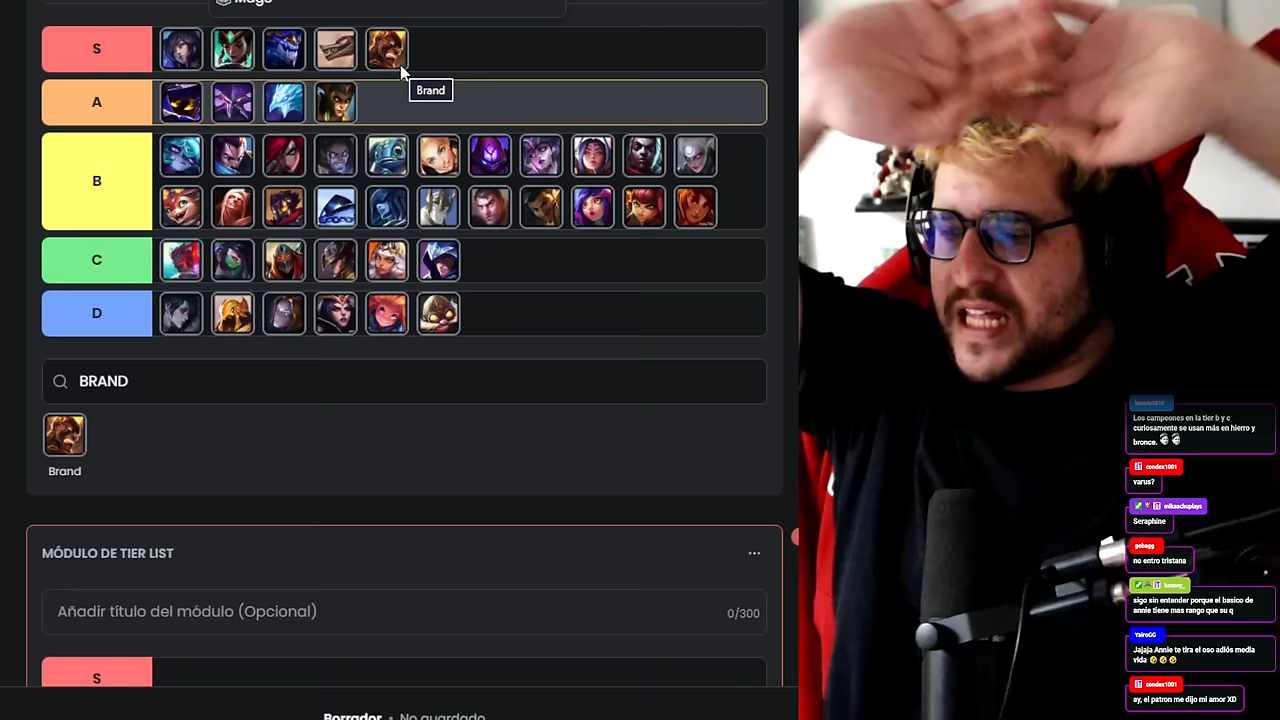 Mago
S
Brand
A
B
C
D
BRAND
Brand
MÓDULO DE TIER LIST
...
Añadir título del módulo (Opcional)
0/300
S
Borrador • No guardado
Los campeones en la tier b y c
curiosamente se usan más en hierro y
bronce.
condex1001
varus?
mikaachuplays
Seraphine
gobagg
no entro tristana
sigo sin entender porque el basico de
annie tiene mas rango que su q
YairoGG
Jajaja Annie te tira el oso adiós media
vida
condex1001
ay, el patron me dijo mi amor XD